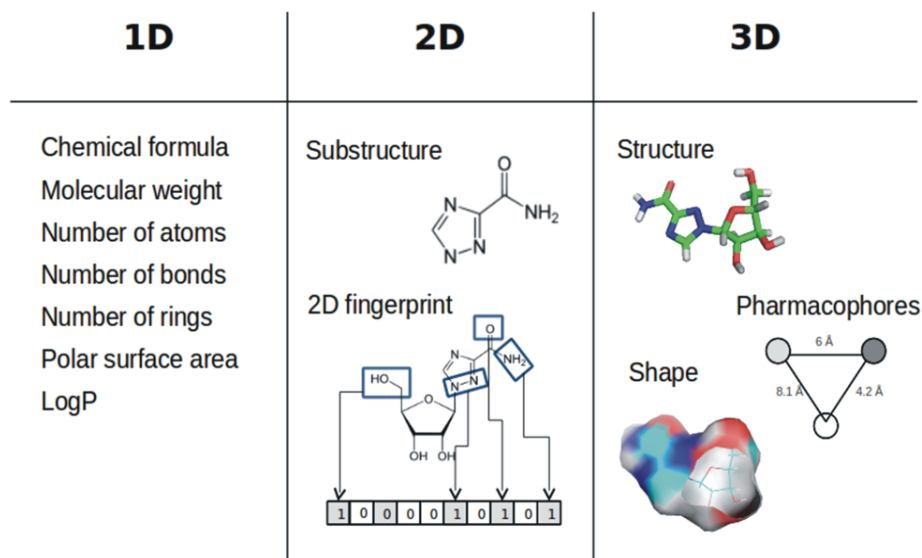 1D
2D
3D
Chemical formula
Molecular weight
Number of atoms
Number of bonds
Number of rings
Polar surface area
LogP
Substructure
O
N
NH2
N
N
2D fingerprint
O
N
NH2
N
N
HO
O
OH
OH
1 0 0 0 0 1 0 1 0 1
Structure
Pharmacophores
6 Å
8.1 Å
4.2 Å
Shape